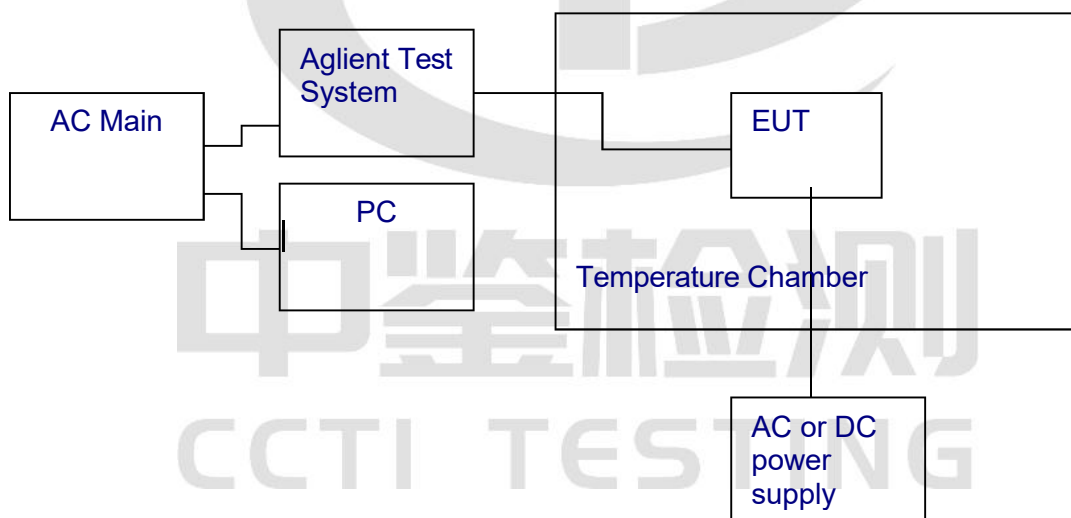 Aglient Test
System
AC Main
EUT
PC
Temperature Chamber
中鉴检测
AC or DC
power
supply
CCTI TESTING